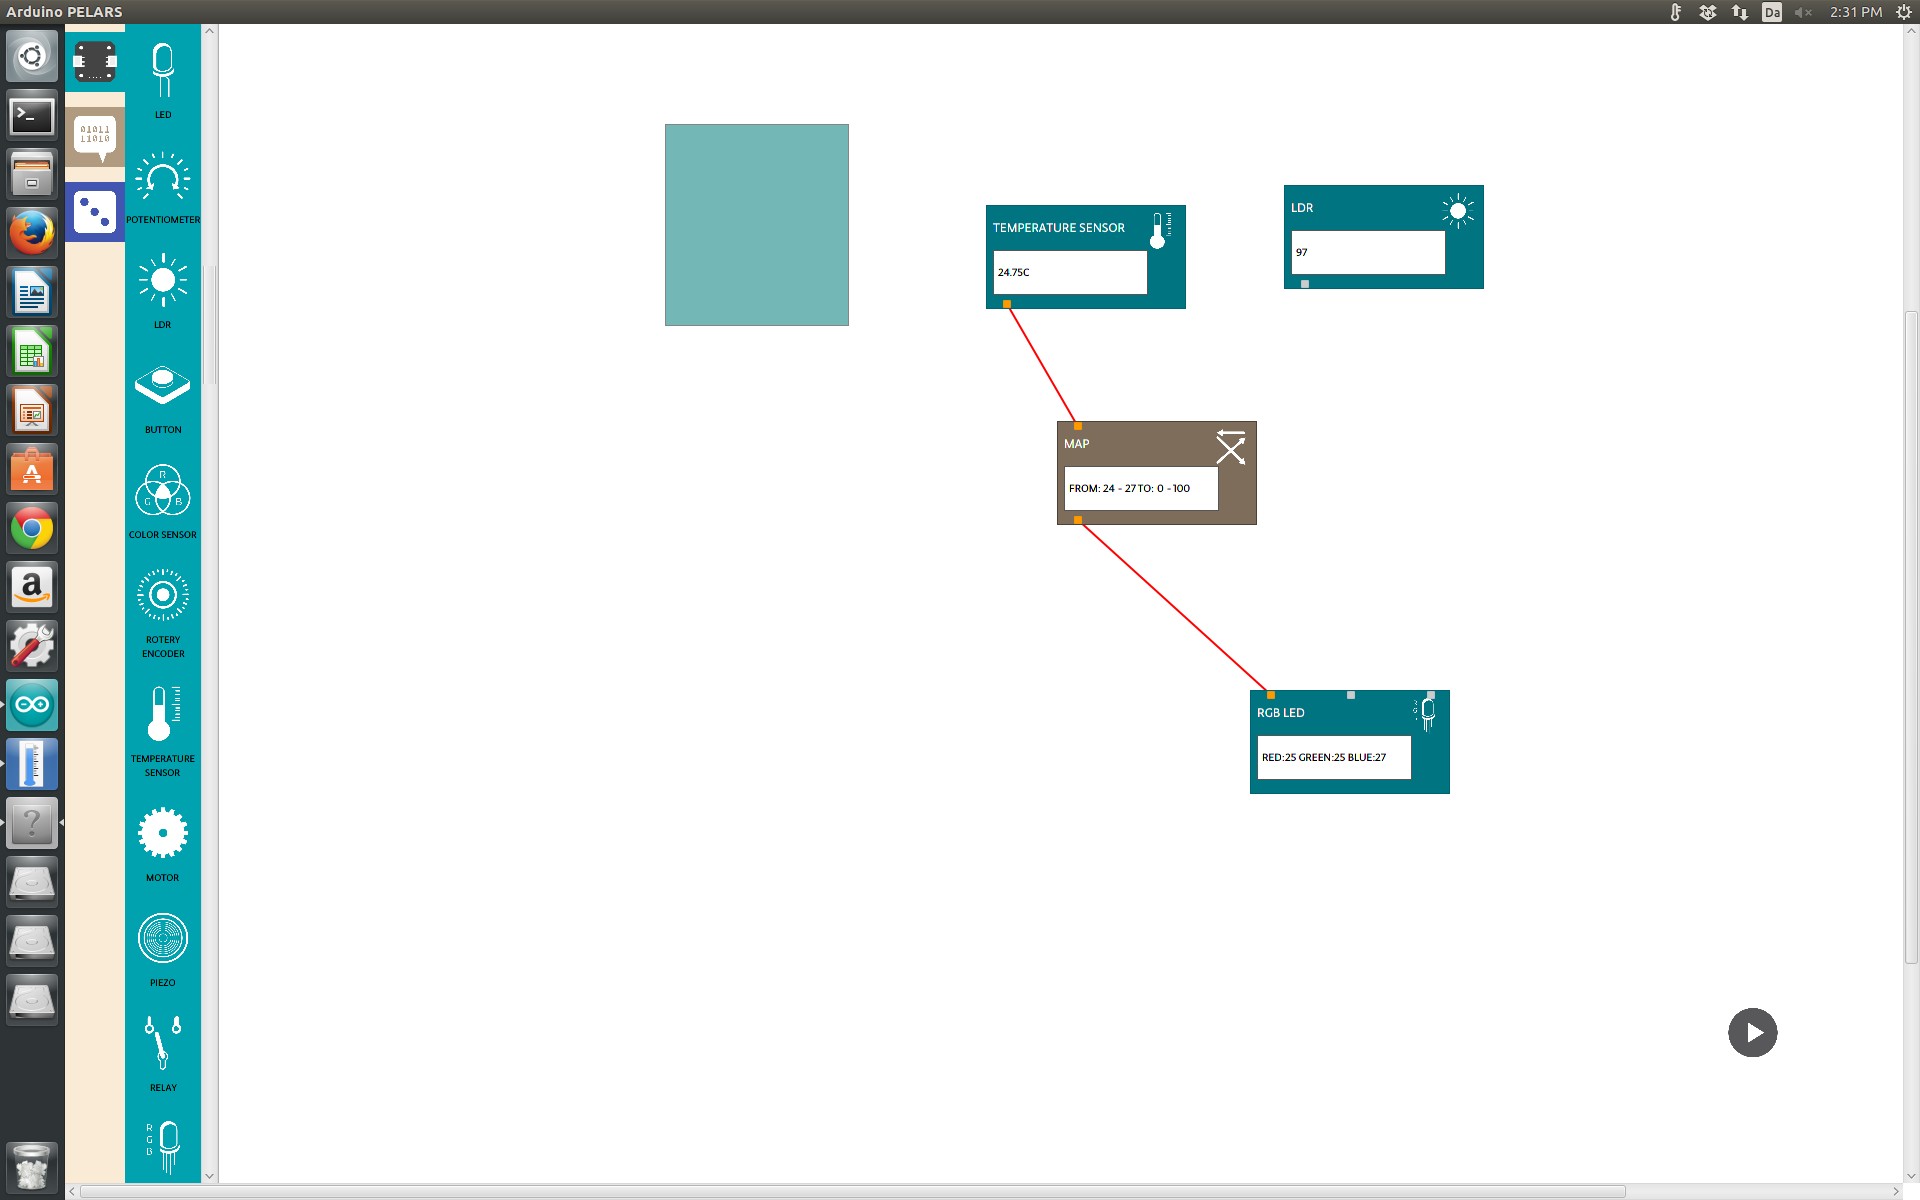 Arduino PELARS
Da
2:31 PM
01011
11010
LED
POTENTIOMETER
LDR
BUTTON
R
G B
COLOR SENSOR
ROTERY
ENCODER
TEMPERATURE
SENSOR
MOTOR
PIEZO
RELAY
R
G
B
TEMPERATURE SENSOR
24.75C
LDR
97
MAP
FROM: 24 - 27 TO: 0 - 100
RGB LED
RED:25 GREEN:25 BLUE:27